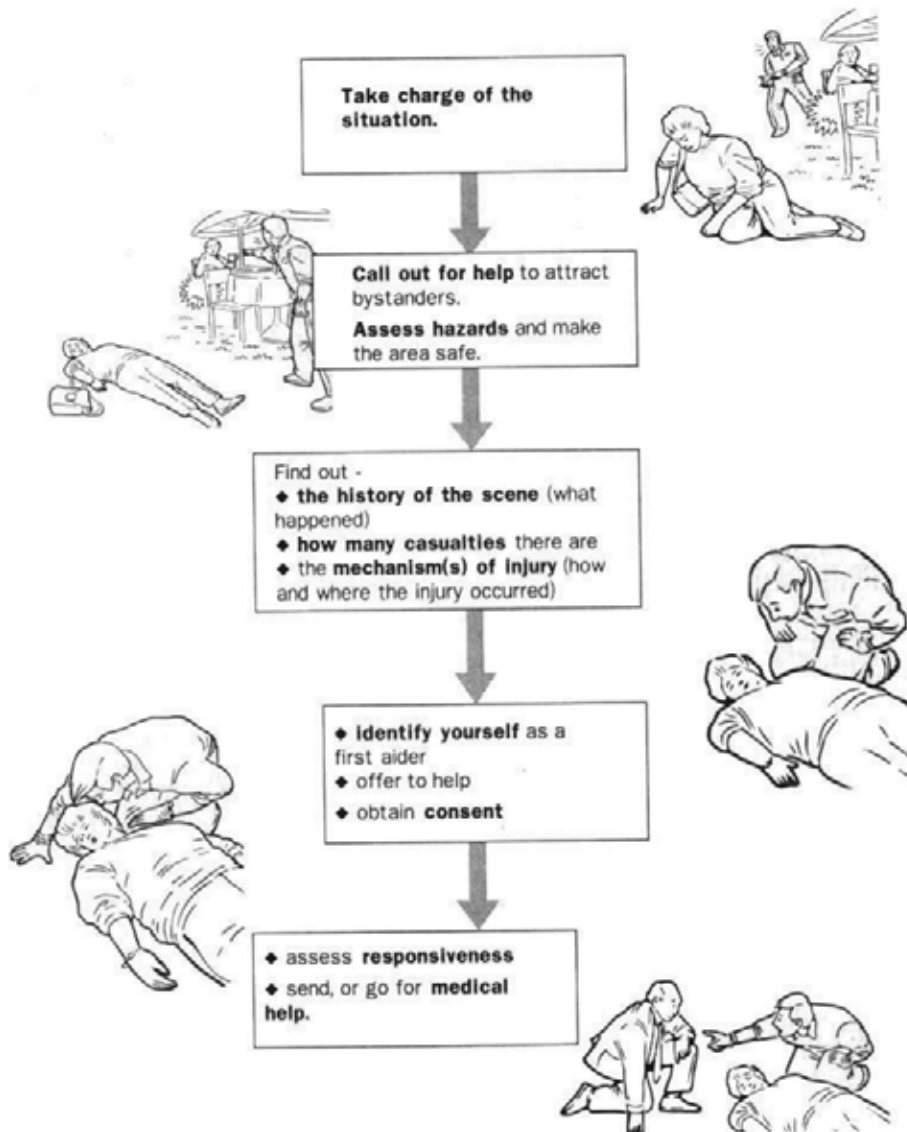 Take charge of the
situation.
Call out for help to attract
bystanders.
Assess hazards and make
the area safe.
Find out -
◆ the history of the scene (what
happened)
◆ how many casualties there are
◆ the mechanism(s) of injury (how
and where the injury occurred)
◆ identify yourself as a
first aider
◆ offer to help
◆ obtain consent
◆ assess responsiveness
◆ send, or go for medical
help.